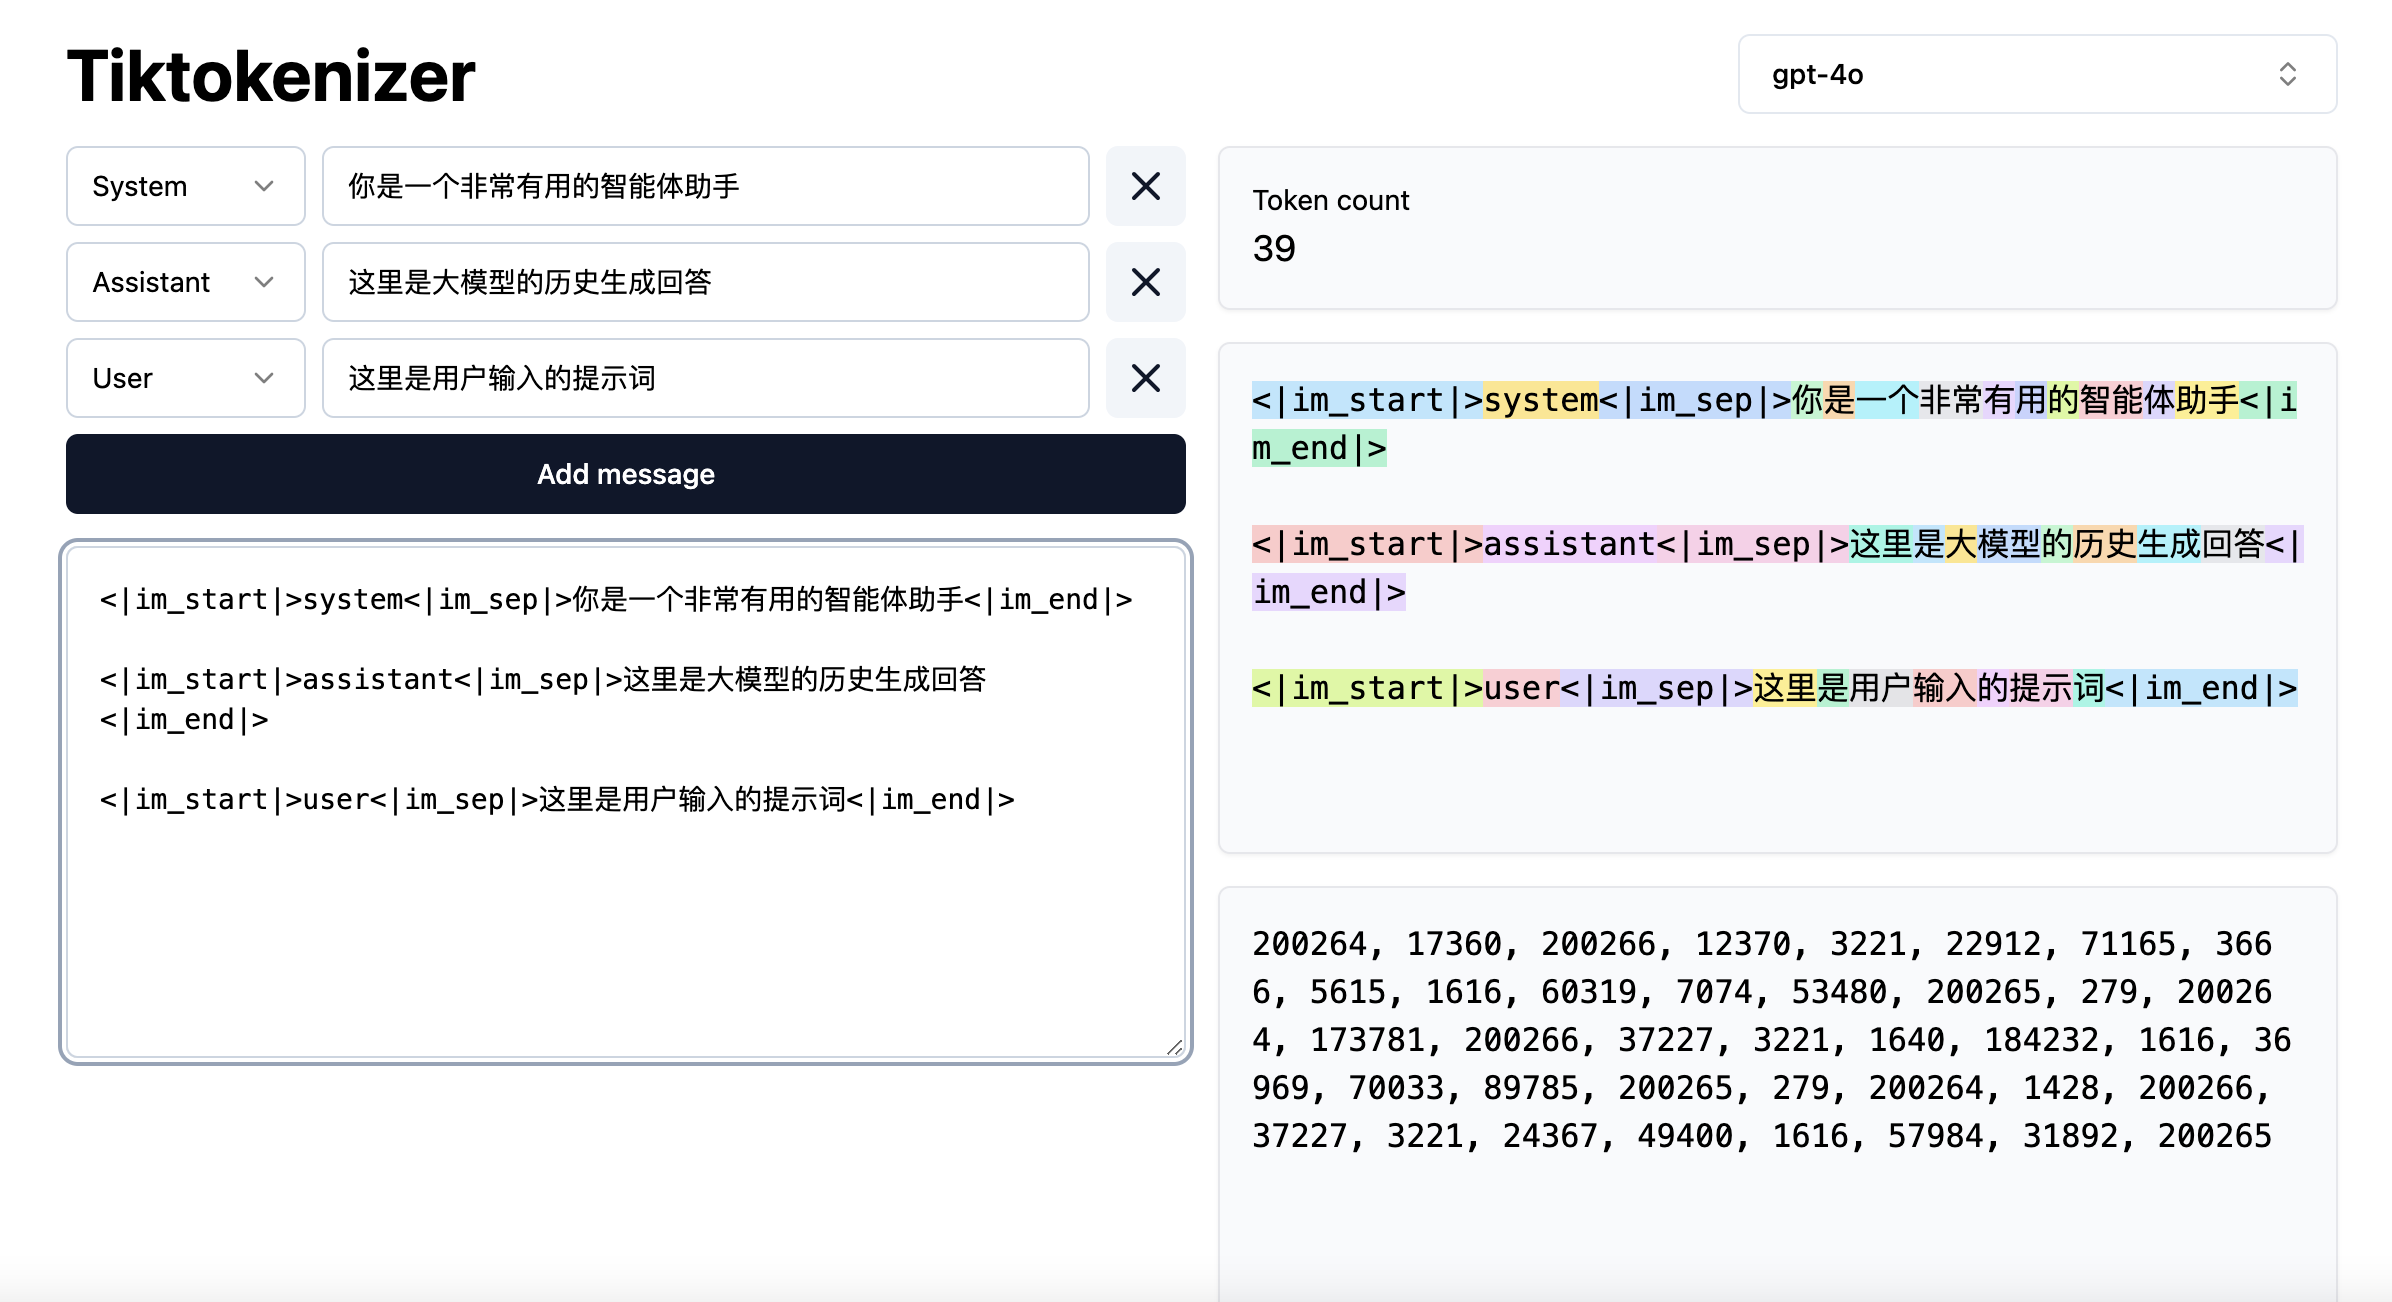 Tiktokenizer
gpt-4o
System
你是一个非常有用的智能体助手
Assistant
这里是大模型的历史生成回答
User
这里是用户输入的提示词
Add message
<|im_start|>system<|im_sep|>你是一个非常有用的智能体助手<|im_end|>
<|im_start|>assistant<|im_sep|>这里是大模型的历史生成回答
<|im_end|>
<|im_start|>user<|im_sep|>这里是用户输入的提示词<|im_end|>
Token count
39
<|im_start|>system<|im_sep|>你是一个非常有用的智能体助手<|i
m_end|>
<|im_start|>assistant<|im_sep|>这里是大模型的历史生成回答<|
im_end|>
<|im_start|>user<|im_sep|>这里是用户输入的提示词<|im_end|>
200264, 17360, 200266, 12370, 3221, 22912, 71165, 366
6, 5615, 1616, 60319, 7074, 53480, 200265, 279, 20026
4, 173781, 200266, 37227, 3221, 1640, 184232, 1616, 36
969, 70033, 89785, 200265, 279, 200264, 1428, 200266,
37227, 3221, 24367, 49400, 1616, 57984, 31892, 200265